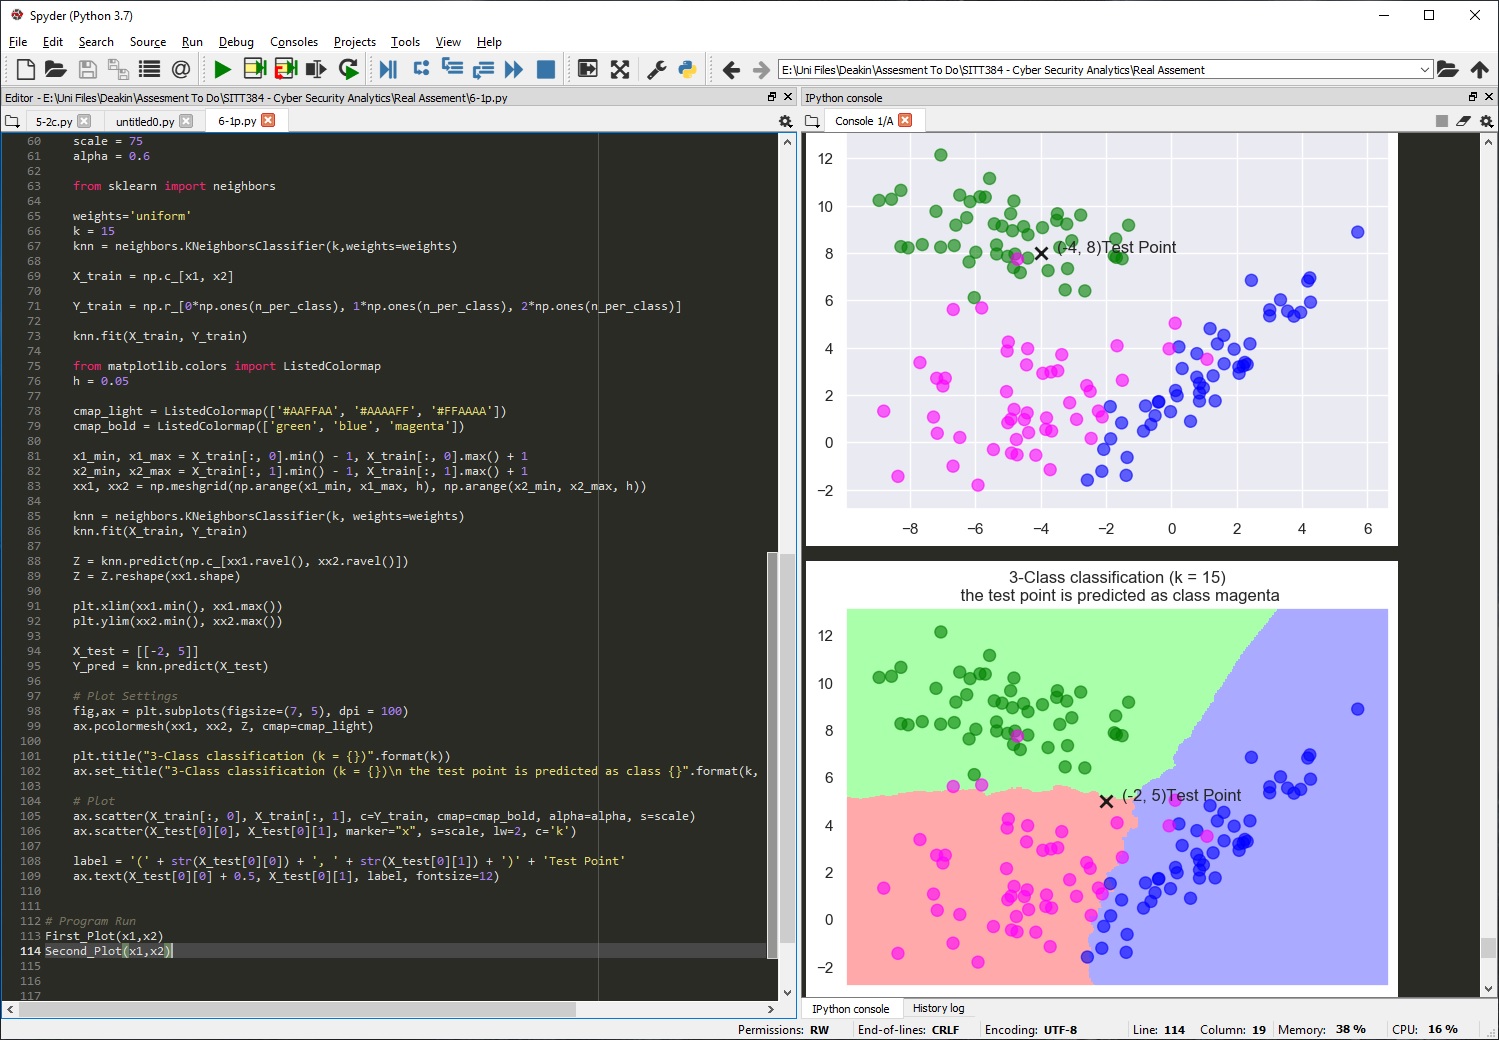 Spyder (Python 3.7)
File Edit Search Source Run Debug Consoles Projects Tools View Help
E:\Uni Files\Deakin\Assesment To Do\SITT384 - Cyber Security Analytics\Real Assement
Editor - E:\Uni Files\Deakin\Assesment To Do\SITT384 - Cyber Security Analytics\Real Assement\6-1p.py
5-2c.py untitled0.py 6-1p.py
60 scale = 75
61 alpha = 0.6
62
63 from sklearn import neighbors
64
65 weights='uniform'
66 k = 15
67 knn = neighbors.KNeighborsClassifier(k,weights=weights)
68
69 X_train = np.c_[x1, x2]
70
71 Y_train = np.r_[0*np.ones(n_per_class), 1*np.ones(n_per_class), 2*np.ones(n_per_class)]
72
73 knn.fit(X_train, Y_train)
74
75 from matplotlib.colors import ListedColormap
76 h = 0.05
77
78 cmap_light = ListedColormap(['#AAFFAA', '#AAAAFF', '#FFAAAA'])
79 cmap_bold = ListedColormap(['green', 'blue', 'magenta'])
80
81 x1_min, x1_max = X_train[:, 0].min() - 1, X_train[:, 0].max() + 1
82 x2_min, x2_max = X_train[:, 1].min() - 1, X_train[:, 1].max() + 1
83 xx1, xx2 = np.meshgrid(np.arange(x1_min, x1_max, h), np.arange(x2_min, x2_max, h))
84
85 knn = neighbors.KNeighborsClassifier(k, weights=weights)
86 knn.fit(X_train, Y_train)
87
88 Z = knn.predict(np.c_[xx1.ravel(), xx2.ravel()])
89 Z = Z.reshape(xx1.shape)
90
91 plt.xlim(xx1.min(), xx1.max())
92 plt.ylim(xx2.min(), xx2.max())
93
94 X_test = [[-2, 5]]
95 Y_pred = knn.predict(X_test)
96
97 # Plot Settings
98 fig,ax = plt.subplots(figsize=(7, 5), dpi = 100)
99 ax.pcolormesh(xx1, xx2, Z, cmap=cmap_light)
100
101 plt.title("3-Class classification (k = {})".format(k))
102 ax.set_title("3-Class classification (k = {})\n the test point is predicted as class {}".format(k,
103
104 # Plot
105 ax.scatter(X_train[:, 0], X_train[:, 1], c=Y_train, cmap=cmap_bold, alpha=alpha, s=scale)
106 ax.scatter(X_test[0][0], X_test[0][1], marker="x", s=scale, lw=2, c='k')
107
108 label = '(' + str(X_test[0][0]) + ', ' + str(X_test[0][1]) + ')' + 'Test Point'
109 ax.text(X_test[0][0] + 0.5, X_test[0][1], label, fontsize=12)
110
111
112 # Program Run
113 First_Plot(x1,x2)
114 Second_Plot(x1,x2)
115
116
117
IPython console
Console 1/A
12
10
8
6
4
2
0
−2
(-4, 8)Test Point
−8 −6 −4 −2 0 2 4 6
3-Class classification (k = 15)
the test point is predicted as class magenta
12
10
8
6
4
2
0
−2
(-2, 5)Test Point
IPython console History log
Permissions: RW End-of-lines: CRLF Encoding: UTF-8 Line: 114 Column: 19 Memory: 38 % CPU: 16 %